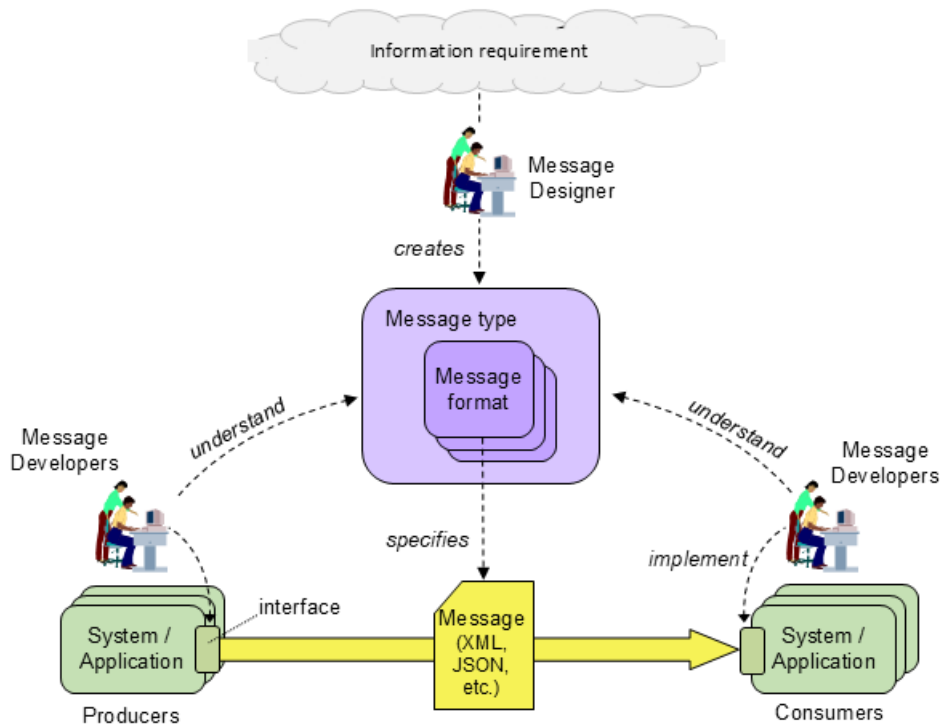 Information requirement
Message
Designer
creates
Message type
Message
format
understand
understand
Message
Developers
Message
Developers
specifies
implement
interface
System /
Application
Message
(XML,
JSON,
etc.)
System /
Application
Producers
Consumers